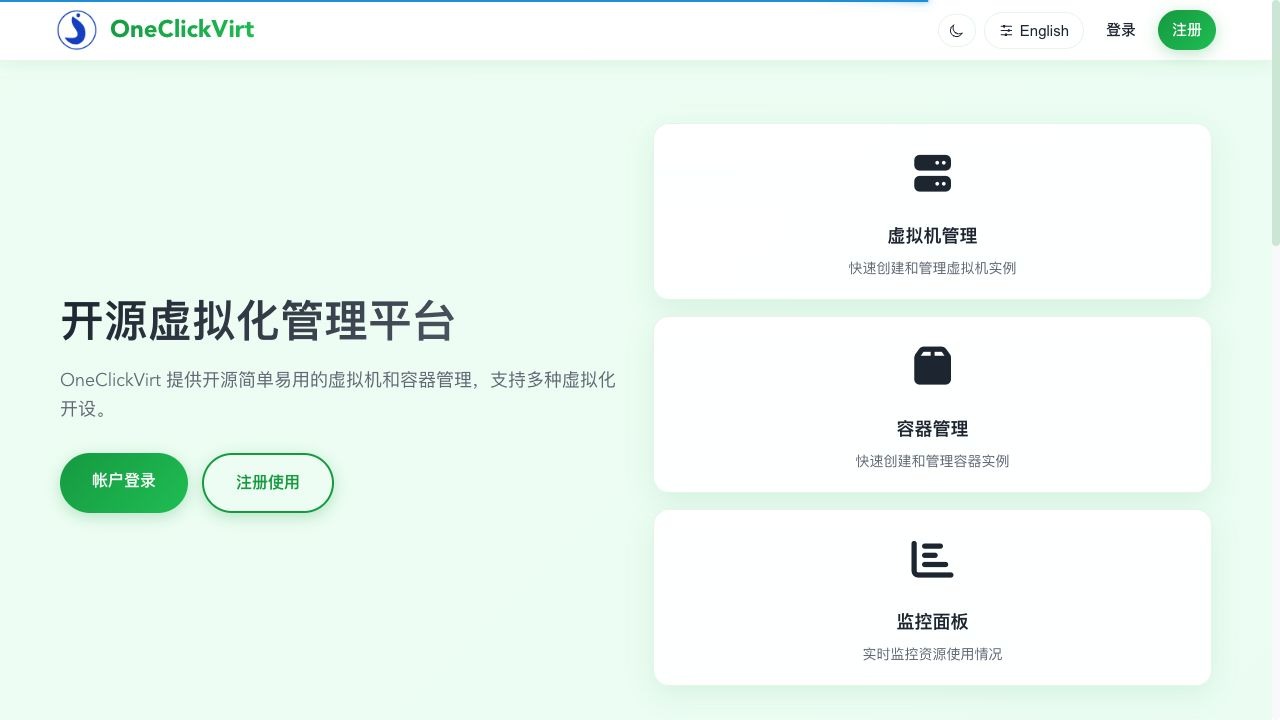 OneClickVirt
English
登录
注册
开源虚拟化管理平台
OneClickVirt 提供开源简单易用的虚拟机和容器管理，支持多种虚拟化
开设。
帐户登录
注册使用
虚拟机管理
快速创建和管理虚拟机实例
容器管理
快速创建和管理容器实例
监控面板
实时监控资源使用情况